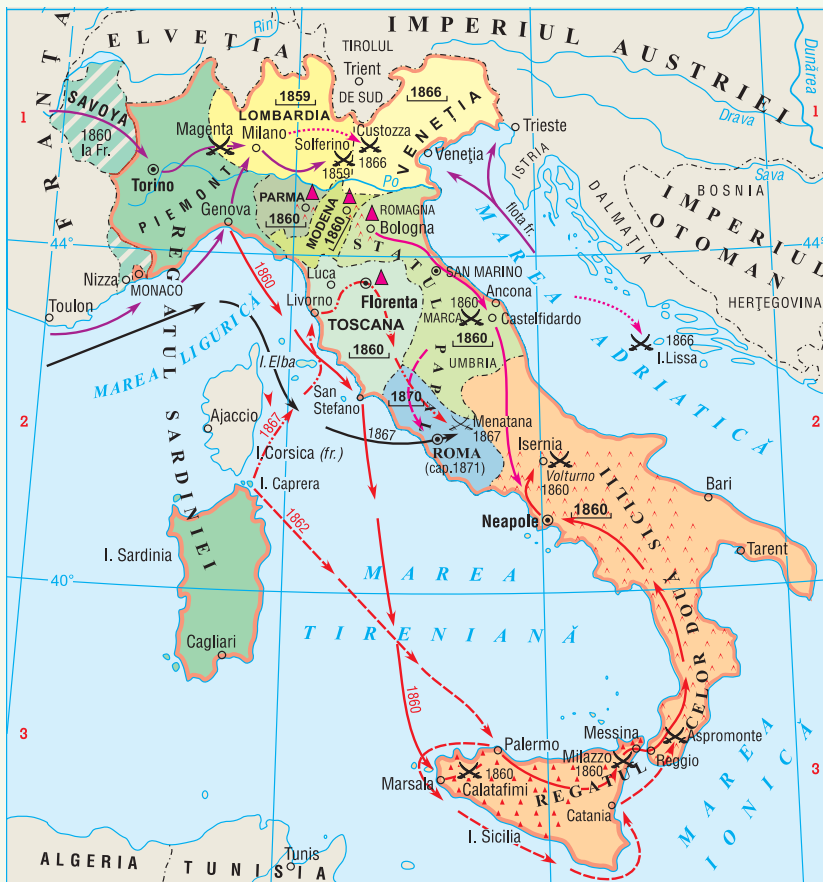 FRANȚA
ELVEȚIA
Rin
TIROLUL
Trient
DE SUD
IMPERIUL AUSTRIEI
Dunărea
1
1
SAVOYA
1860
la Fr.
1859
LOMBARDIA
1866
VENEȚIA
Drava
Magenta
Milano
Solferino
1859
Custozza
1866
Veneția
Trieste
ISTRIA
Sava
Torino
PIEMONT
Po
BOSNIA
PARMA
1860
MODENA
1860
ROMAGNA
Bologna
flota fr.
DALMAȚIA
IMPERIUL
OTOMAN
Genova
44°
44°
REGATUL SARDINIEI
1860
STATUL PAPAL
SAN MARINO
MAREA ADRIATICĂ
HERȚEGOVINA
Nizza
MONACO
Luca
Livorno
Florența
Ancona
1860
MARCA
Castelfidardo
1860
Toulon
TOSCANA
1860
UMBRIA
1866
I.Lissa
MAREA LIGURICĂ
I.Elba
2
2
Ajaccio
San
Stefano
1870
1867
1867
Menatana
1867
ROMA
(cap.1871)
I.Corsica (fr.)
Isernia
Volturno
1860
I. Caprera
Bari
1862
Neapole
1860
REGATUL CELOR DOUĂ SICILII
Tarent
I. Sardinia
40°
40°
MAREA
TIRENIANĂ
Cagliari
1860
3
3
Palermo
Messina
Aspromonte
Milazzo
1860
Reggio
Marsala
1860
Calatafimi
Catania
I. Sicilia
MAREA IONICĂ
ALGERIA
TUNISIA
Tunis